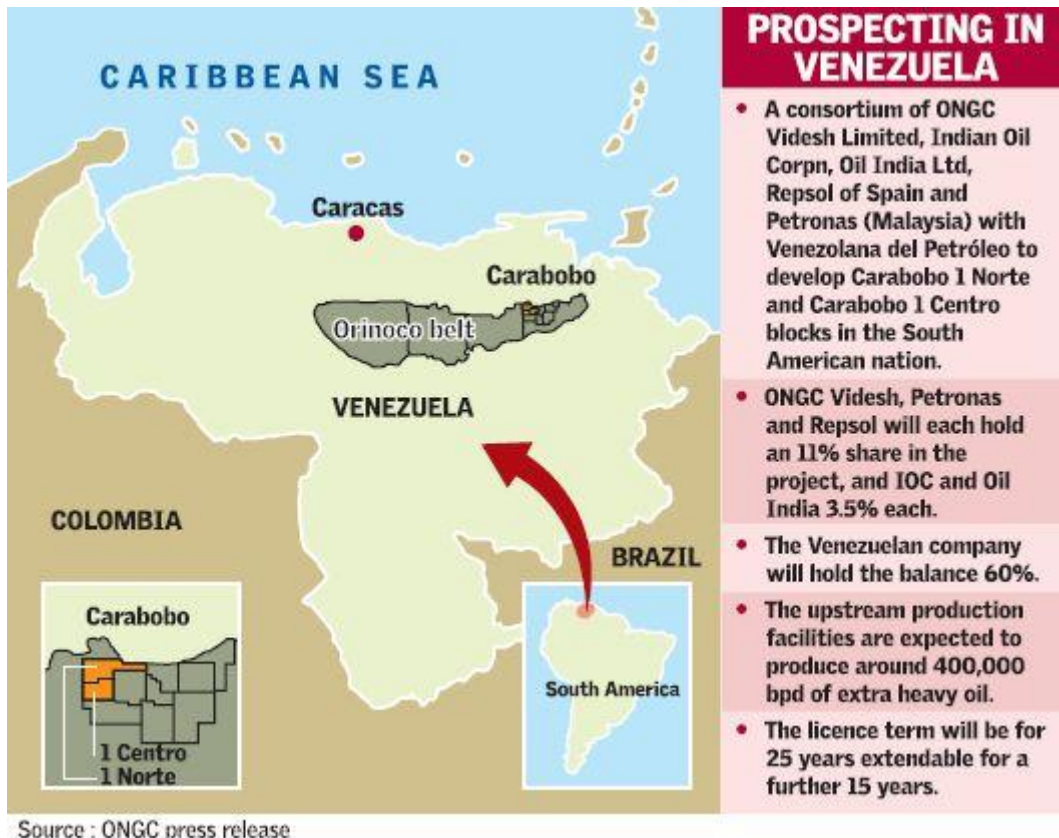 CARIBBEAN SEA
Caracas
Carabobo
Orinoco belt
VENEZUELA
COLOMBIA
BRAZIL
Carabobo
1 Centro
1 Norte
South America
Source : ONGC press release
PROSPECTING IN
VENEZUELA
• A consortium of ONGC
Videsh Limited, Indian Oil
Corpn, Oil India Ltd,
Repsol of Spain and
Petronas (Malaysia) with
Venezolana del Petróleo to
develop Carabobo 1 Norte
and Carabobo 1 Centro
blocks in the South
American nation.
• ONGC Videsh, Petronas
and Repsol will each hold
an 11% share in the
project, and IOC and Oil
India 3.5% each.
• The Venezuelan company
will hold the balance 60%.
• The upstream production
facilities are expected to
produce around 400,000
bpd of extra heavy oil.
• The licence term will be for
25 years extendable for a
further 15 years.